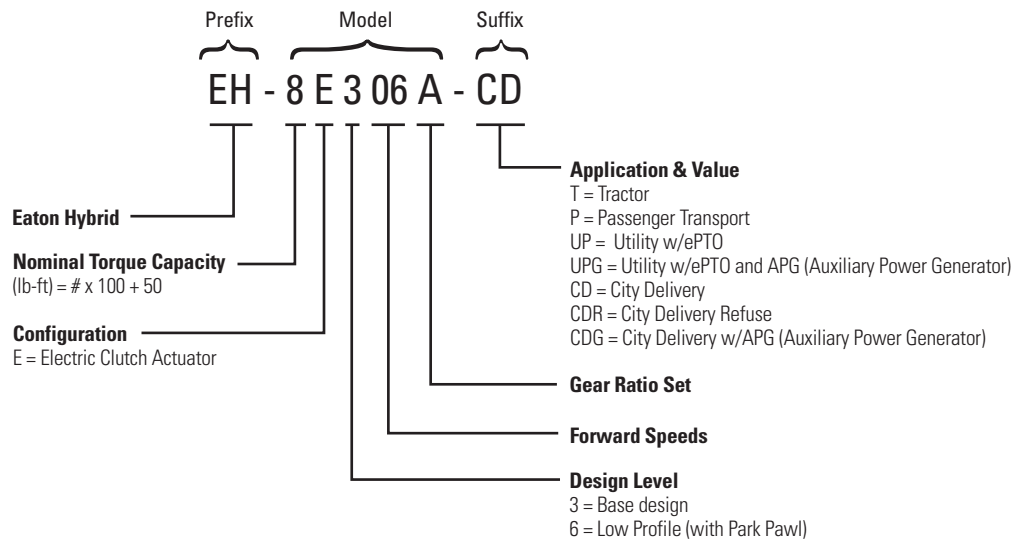 Prefix Model Suffix
EH - 8 E 3 06 A - CD
Eaton Hybrid
Nominal Torque Capacity
(lb-ft) = # x 100 + 50
Configuration
E = Electric Clutch Actuator
Application & Value
T = Tractor
P = Passenger Transport
UP = Utility w/ePTO
UPG = Utility w/ePTO and APG (Auxiliary Power Generator)
CD = City Delivery
CDR = City Delivery Refuse
CDG = City Delivery w/APG (Auxiliary Power Generator)
Gear Ratio Set
Forward Speeds
Design Level
3 = Base design
6 = Low Profile (with Park Pawl)